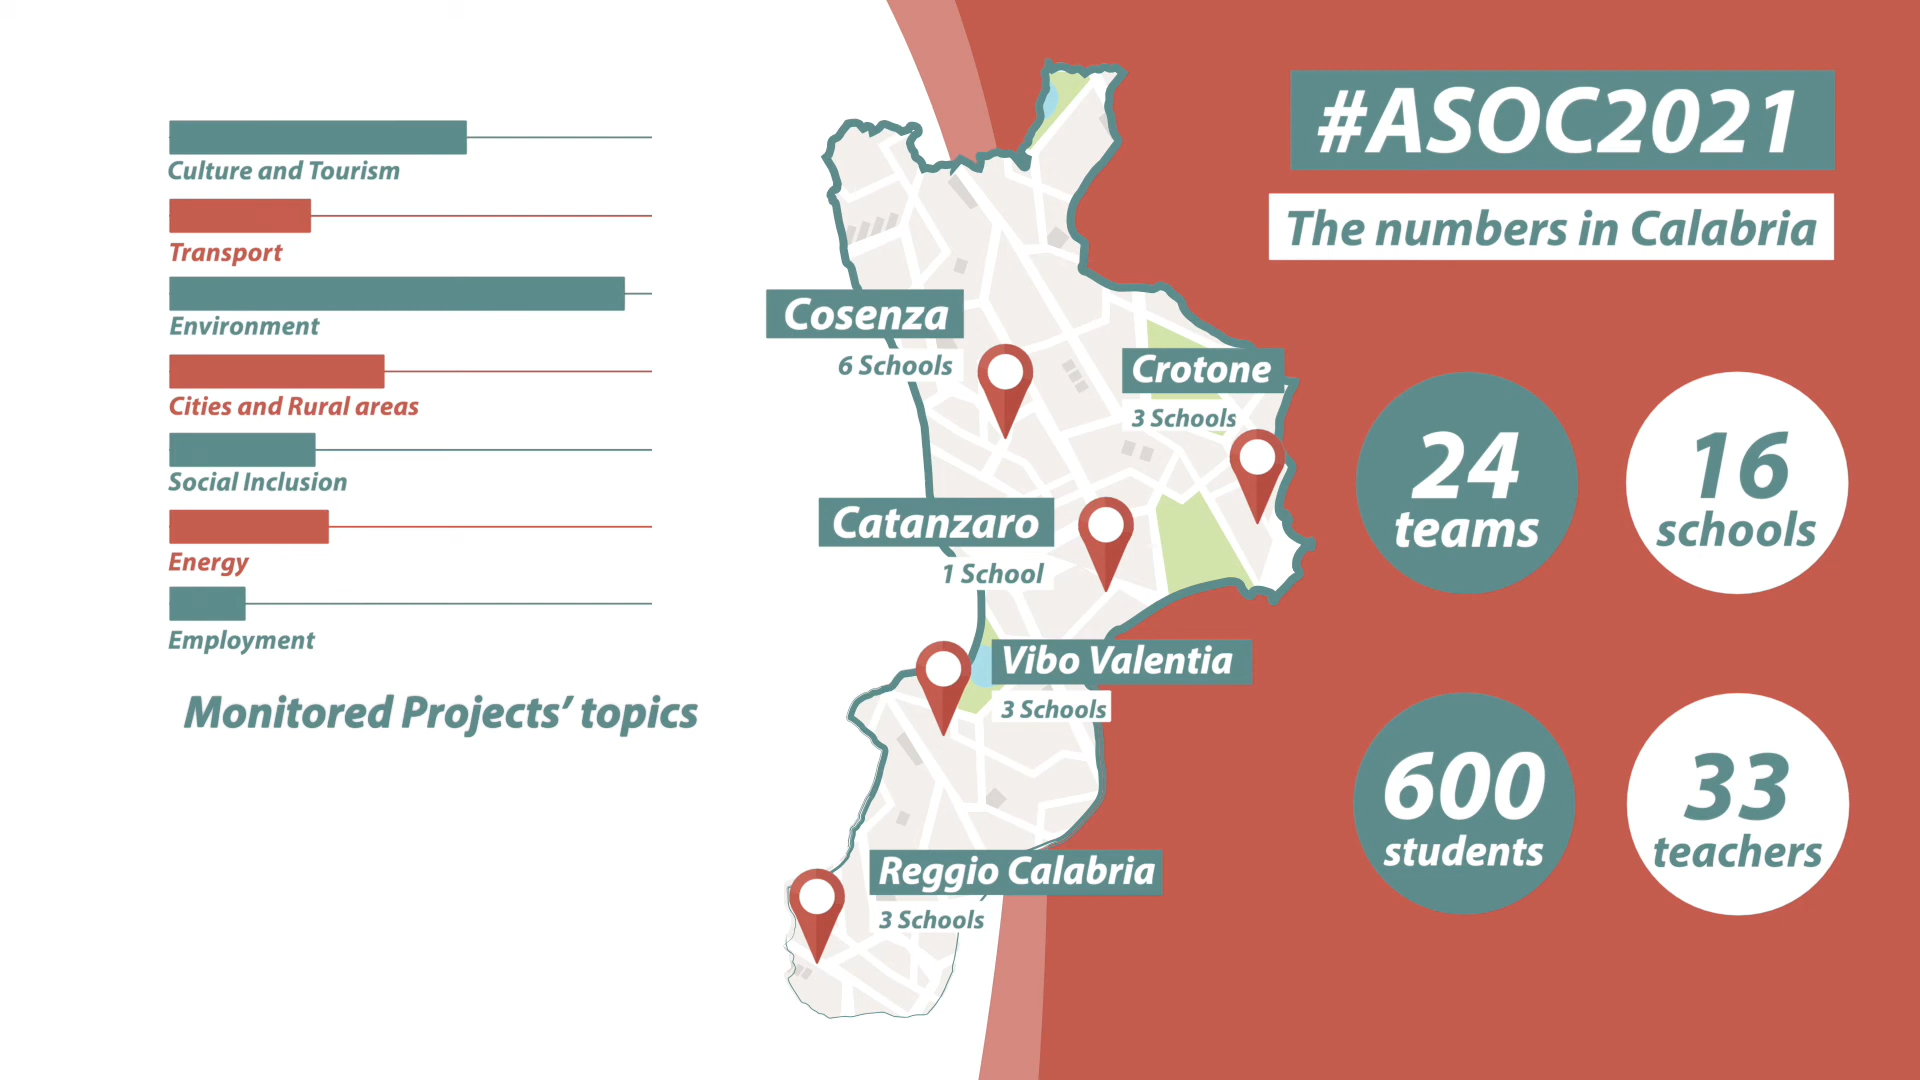 #ASOC2021
The numbers in Calabria
Culture and Tourism
Transport
Environment
Cities and Rural areas
Social Inclusion
Energy
Employment
Monitored Projects’ topics
Cosenza
6 Schools
Crotone
3 Schools
Catanzaro
1 School
Vibo Valentia
3 Schools
Reggio Calabria
3 Schools
24
teams
16
schools
600
students
33
teachers